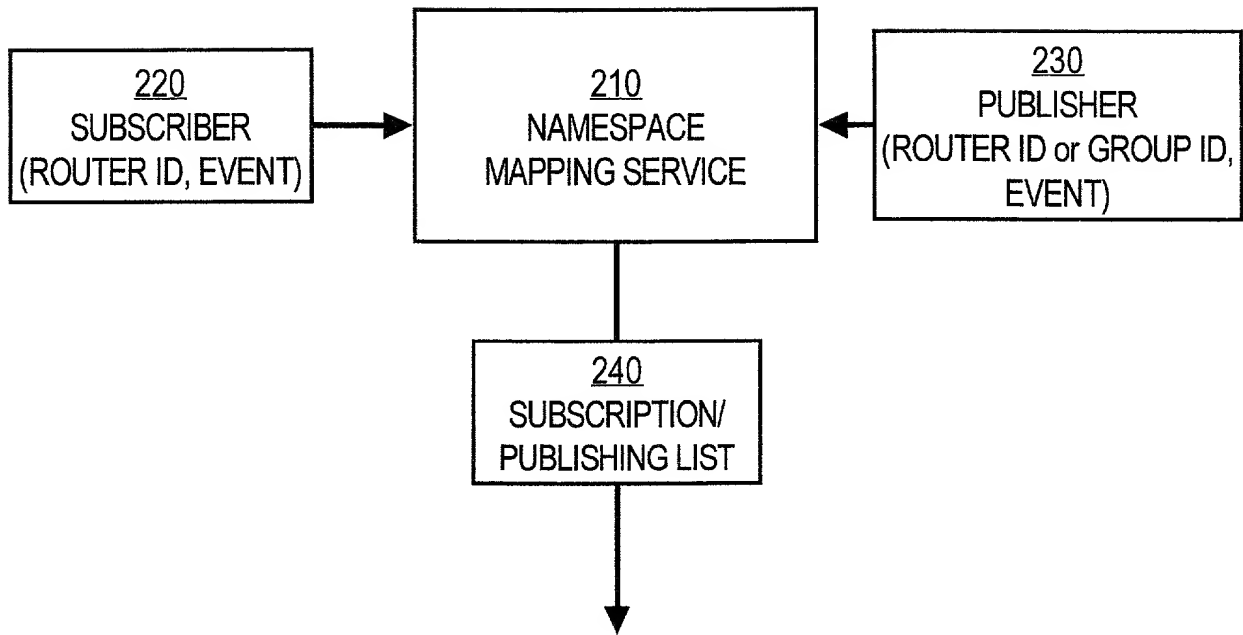 220
SUBSCRIBER
(ROUTER ID, EVENT)
210
NAMESPACE
MAPPING SERVICE
230
PUBLISHER
(ROUTER ID or GROUP ID,
EVENT)
240
SUBSCRIPTION/
PUBLISHING LIST